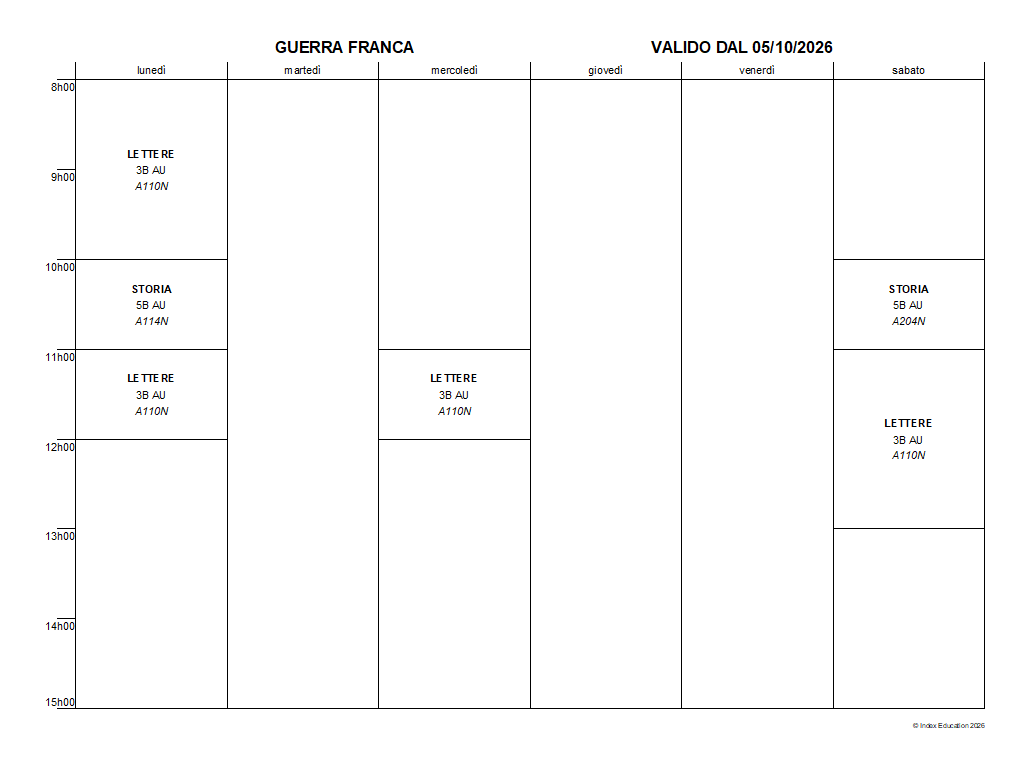 GUERRA FRANCA VALIDO DAL 05/10/2026
lunedì martedì mercoledì giovedì venerdì sabato
8h00
LETTERE
3B AU
A110N
9h00
10h00
STORIA STORIA
5B AU 5B AU
A114N A204N
11h00
LETTERE LETTERE
3B AU 3B AU
A110N A110N
LETTERE
3B AU
A110N
12h00
13h00
14h00
15h00
© Index Education 2026